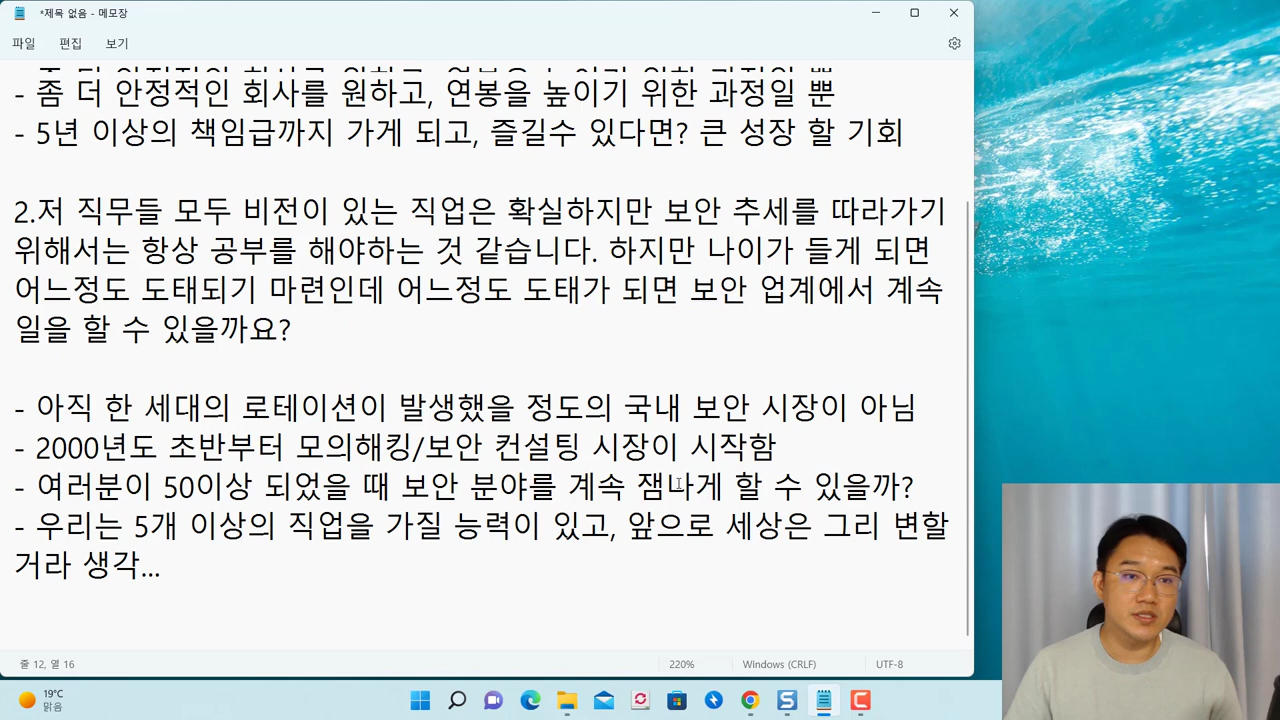 *제목 없음 - 메모장
파일 편집 보기
- 좀 더 안정적인 회사를 원하고, 연봉을 높이기 위한 과정일 뿐
- 5년 이상의 책임급까지 가게 되고, 즐길수 있다면? 큰 성장 할 기회
2.저 직무들 모두 비전이 있는 직업은 확실하지만 보안 추세를 따라가기
위해서는 항상 공부를 해야하는 것 같습니다. 하지만 나이가 들게 되면
어느정도 도태되기 마련인데 어느정도 도태가 되면 보안 업계에서 계속
일을 할 수 있을까요?
- 아직 한 세대의 로테이션이 발생했을 정도의 국내 보안 시장이 아님
- 2000년도 초반부터 모의해킹/보안 컨설팅 시장이 시작함
- 여러분이 50이상 되었을 때 보안 분야를 계속 잼나게 할 수 있을까?
- 우리는 5개 이상의 직업을 가질 능력이 있고, 앞으로 세상은 그리 변할
거라 생각...
줄 12, 열 16
220%
Windows (CRLF)
UTF-8
19°C
맑음